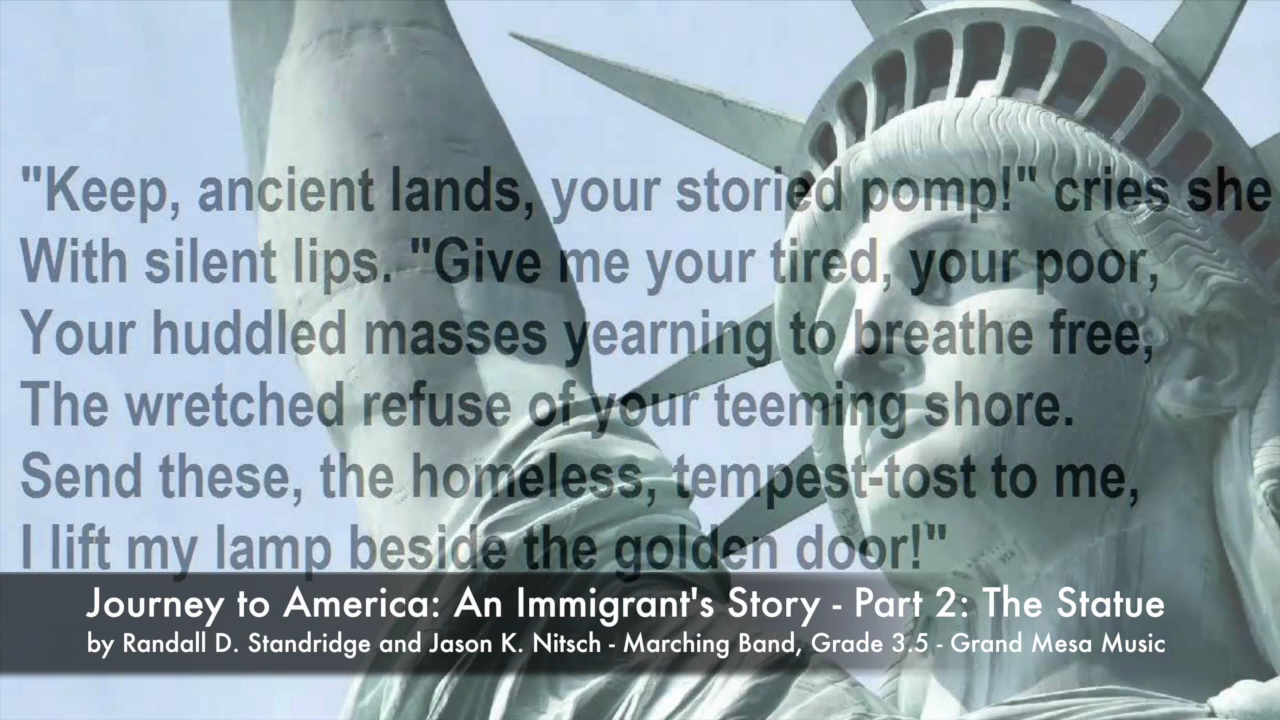 "Keep, ancient lands, your storied pomp!" cries she
With silent lips. "Give me your tired, your poor,
Your huddled masses yearning to breathe free,
The wretched refuse of your teeming shore.
Send these, the homeless, tempest-tost to me,
I lift my lamp beside the golden door!"
Journey to America: An Immigrant's Story - Part 2: The Statue
by Randall D. Standridge and Jason K. Nitsch - Marching Band, Grade 3.5 - Grand Mesa Music